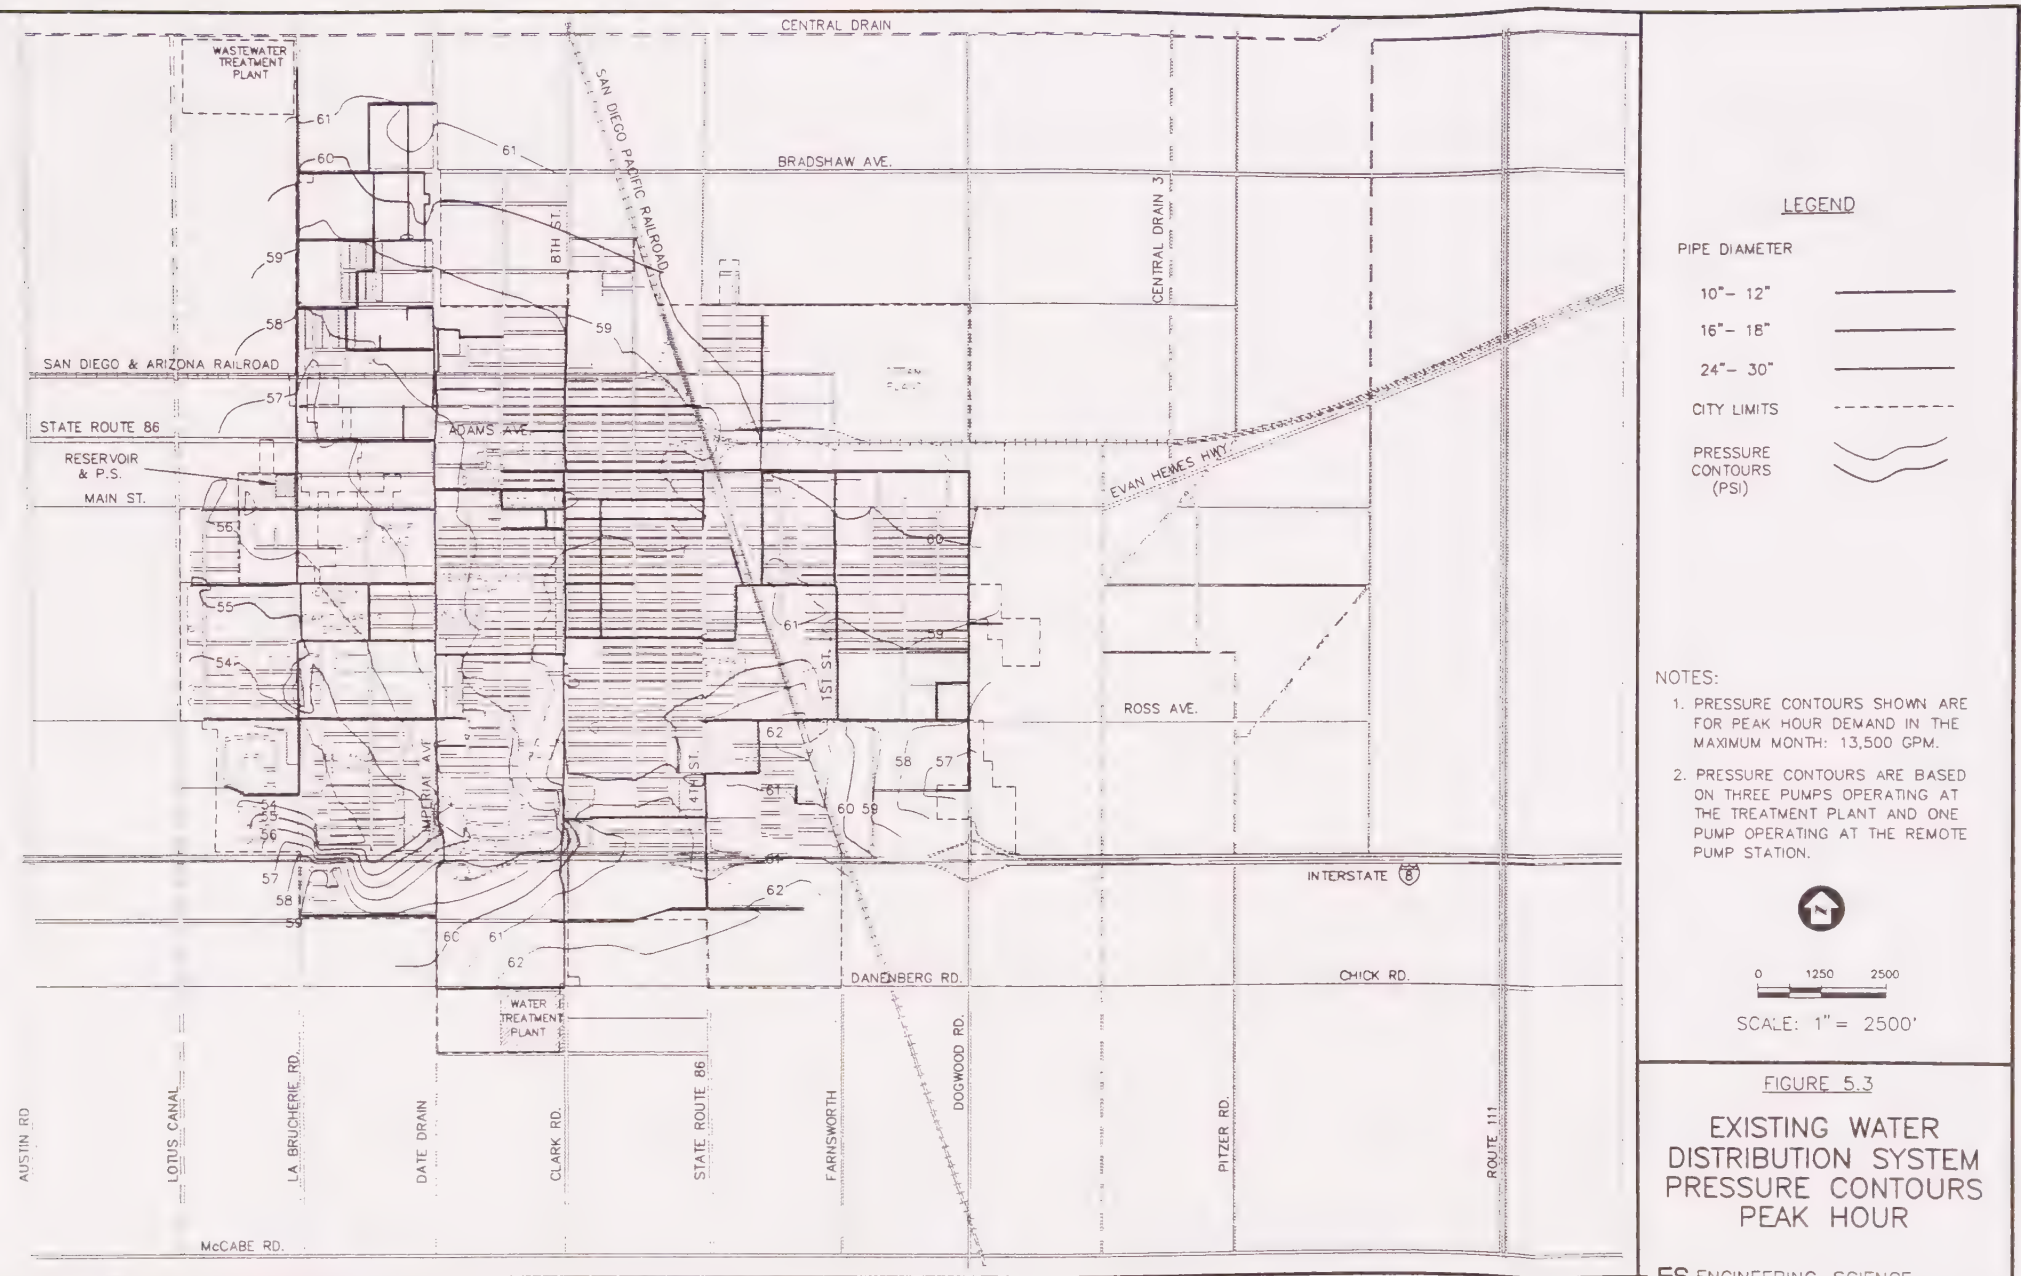 CENTRAL DRAIN
WASTEWATER
TREATMENT
PLANT
SAN DIEGO PACIFIC RAILROAD
61
61
60
BRADSHAW AVE.
8TH ST.
CENTRAL DRAIN 3
59
59
58
SAN DIEGO & ARIZONA RAILROAD
57
STATE ROUTE 86
ADAMS AVE.
RESERVOIR
& P.S.
MAIN ST.
EVAN HEWES HWY
56
60
55
61
59
54
1ST ST.
ROSS AVE.
62
58
57
4TH ST.
IMPERIAL AVE
61
60
59
54
55
56
61
INTERSTATE 8
57
58
59
62
60
61
62
DANENBERG RD.
CHICK RD.
WATER
TREATMENT
PLANT
AUSTIN RD
LOTUS CANAL
LA BRUCHERIE RD.
DATE DRAIN
CLARK RD.
STATE ROUTE 86
FARNSWORTH
DOGWOOD RD.
PITZER RD.
ROUTE 111
McCABE RD.
LEGEND
PIPE DIAMETER
10"- 12"
16"- 18"
24"- 30"
CITY LIMITS
PRESSURE
CONTOURS
(PSI)
NOTES:
1. PRESSURE CONTOURS SHOWN ARE
FOR PEAK HOUR DEMAND IN THE
MAXIMUM MONTH: 13,500 GPM.
2. PRESSURE CONTOURS ARE BASED
ON THREE PUMPS OPERATING AT
THE TREATMENT PLANT AND ONE
PUMP OPERATING AT THE REMOTE
PUMP STATION.
N
0 1250 2500
SCALE: 1" = 2500'
FIGURE 5.3
EXISTING WATER
DISTRIBUTION SYSTEM
PRESSURE CONTOURS
PEAK HOUR
ES ENGINEERING-SCIENCE